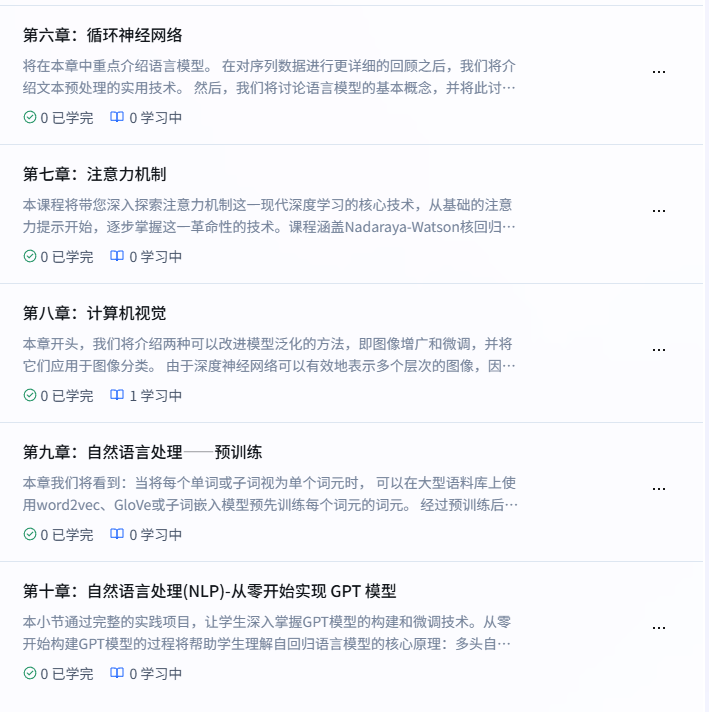 第六章：循环神经网络
将在本章中重点介绍语言模型。 在对序列数据进行更详细的回顾之后，我们将介
绍文本预处理的实用技术。 然后，我们将讨论语言模型的基本概念，并将此讨…
0 已学完 0 学习中
第七章：注意力机制
本课程将带您深入探索注意力机制这一现代深度学习的核心技术，从基础的注意
力提示开始，逐步掌握这一革命性的技术。课程涵盖Nadaraya-Watson核回归…
0 已学完 0 学习中
第八章：计算机视觉
本章开头，我们将介绍两种可以改进模型泛化的方法，即图像增广和微调，并将
它们应用于图像分类。 由于深度神经网络可以有效地表示多个层次的图像，因…
0 已学完 1 学习中
第九章：自然语言处理——预训练
本章我们将看到：当将每个单词或子词视为单个词元时， 可以在大型语料库上使
用word2vec、GloVe或子词嵌入模型预先训练每个词元的词元。 经过预训练后…
0 已学完 0 学习中
第十章：自然语言处理(NLP)-从零开始实现 GPT 模型
本小节通过完整的实践项目，让学生深入掌握GPT模型的构建和微调技术。从零
开始构建GPT模型的过程将帮助学生理解自回归语言模型的核心原理：多头自…
0 已学完 0 学习中